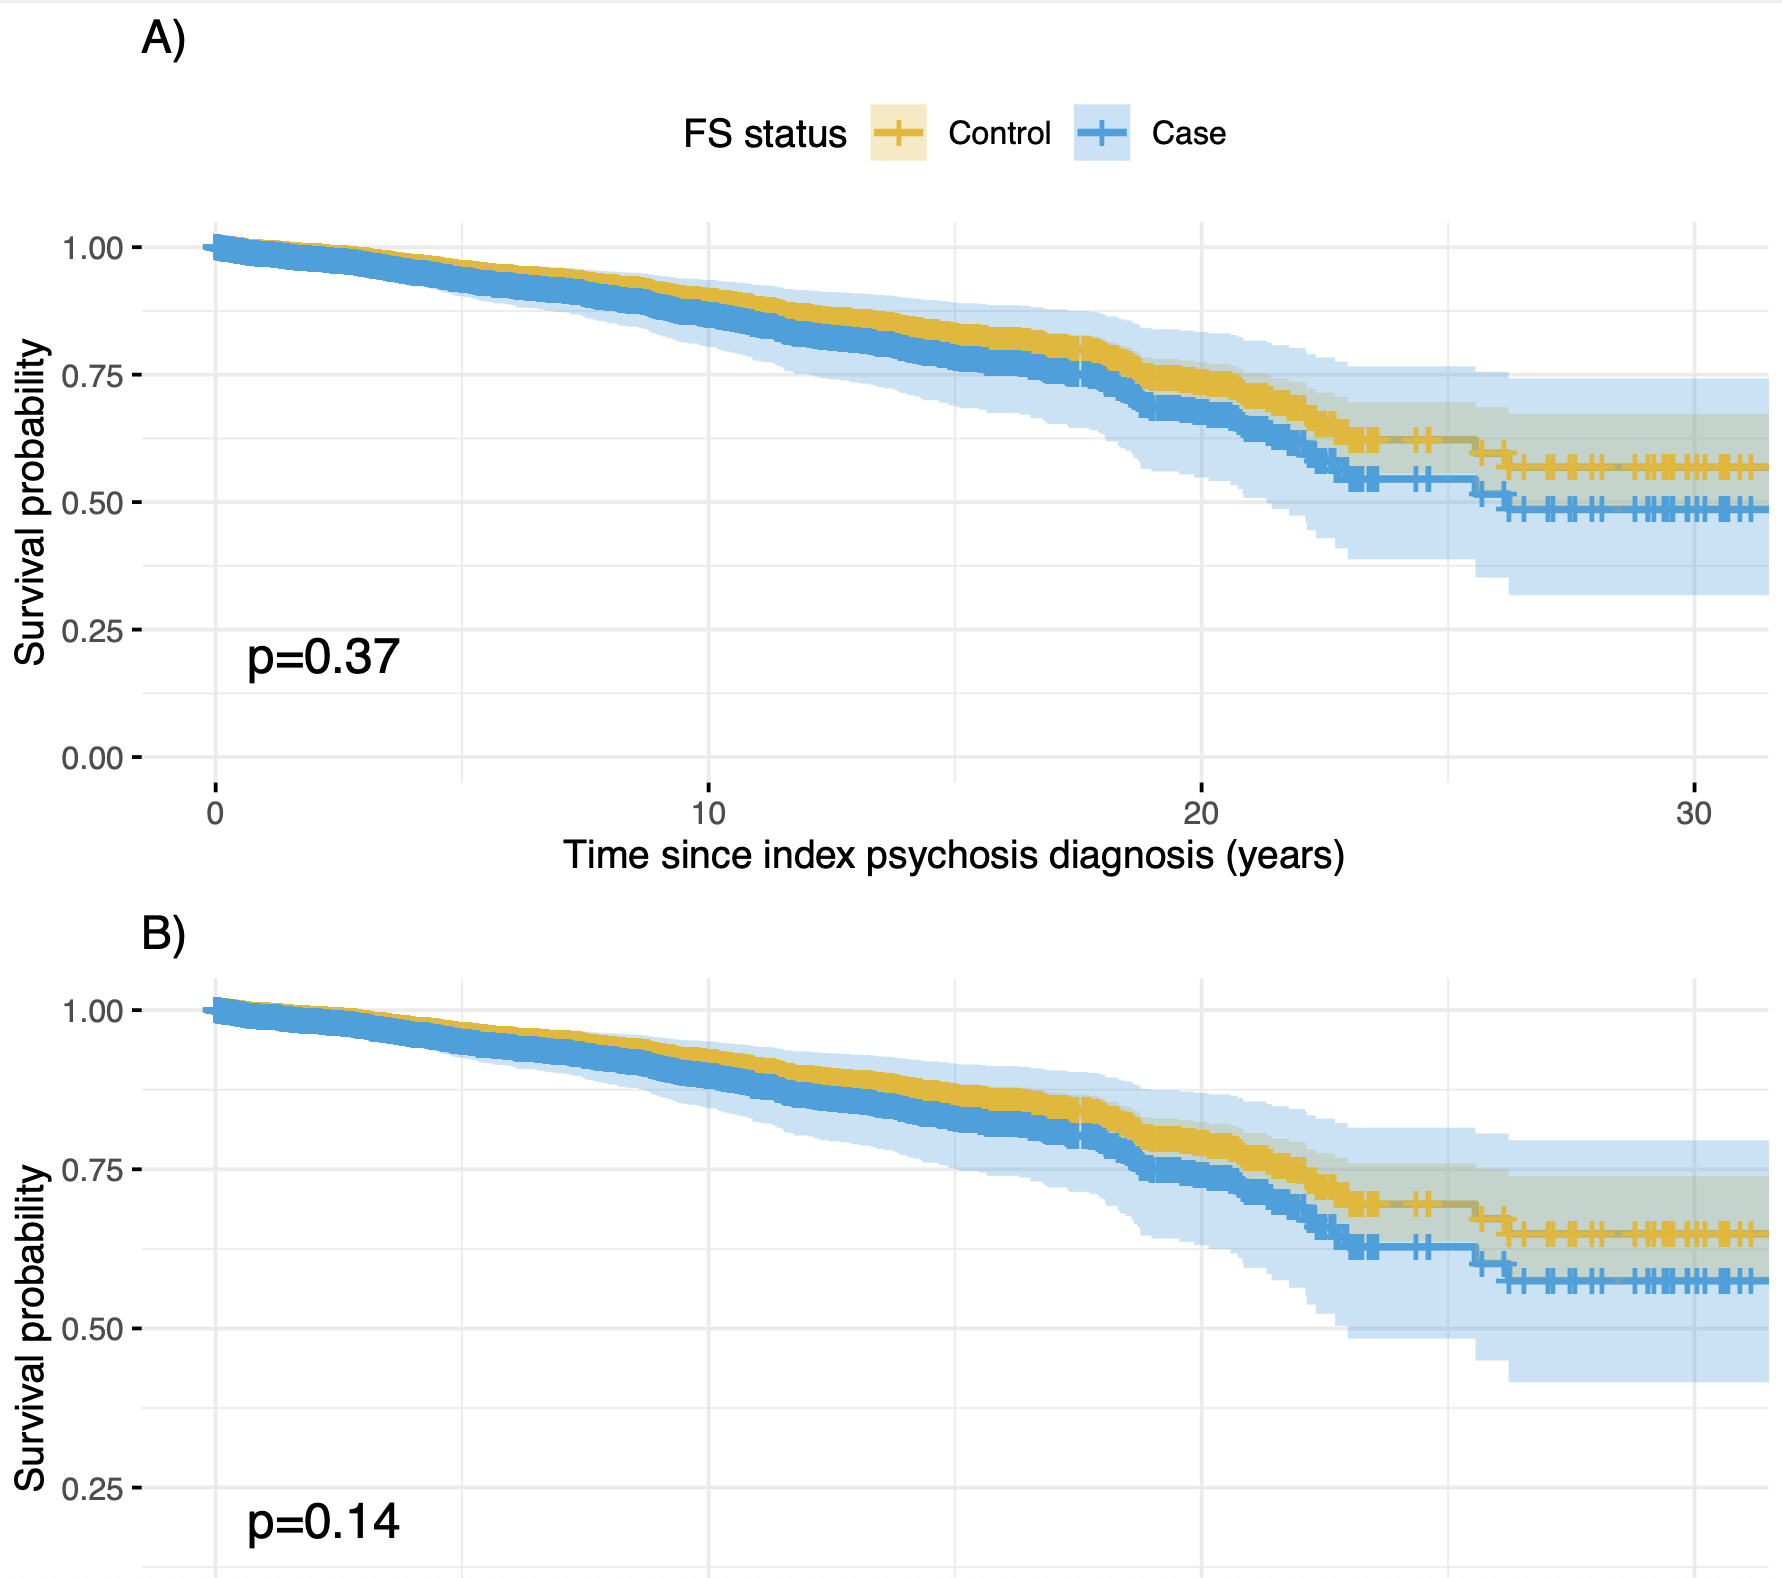 A)
FS status Control Case
1.00
0.75
0.50
0.25
0.00
Survival probability
p=0.37
0 10 20 30
Time since index psychosis diagnosis (years)
B)
1.00
0.75
0.50
0.25
Survival probability
p=0.14